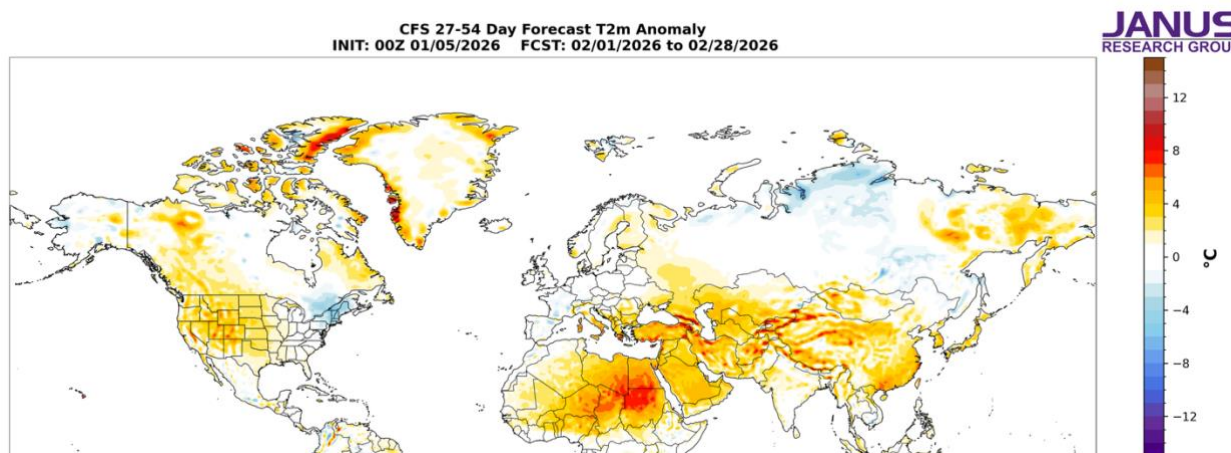 CFS 27-54 Day Forecast T2m Anomaly
INIT: 00Z 01/05/2026 FCST: 02/01/2026 to 02/28/2026
JANUS
RESEARCH GROUP
12
8
4
0
−4
−8
−12
°C